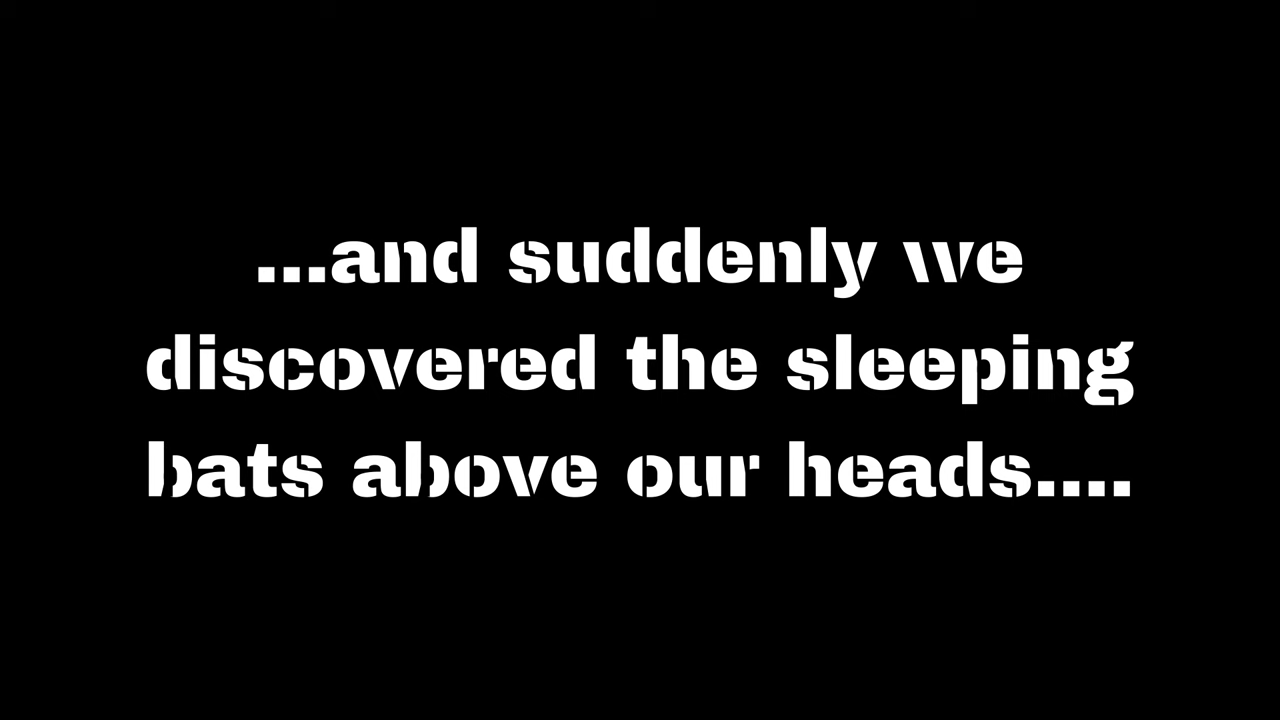 ...and suddenly we
discovered the sleeping
bats above our heads....